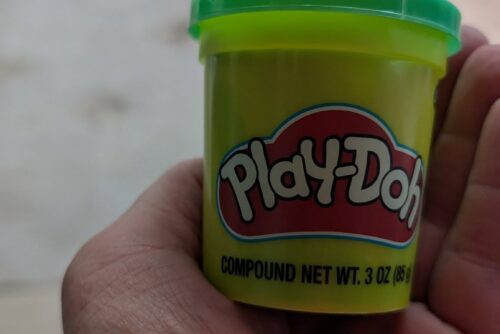 Play-Doh
COMPOUND NET WT. 3 OZ (85 g